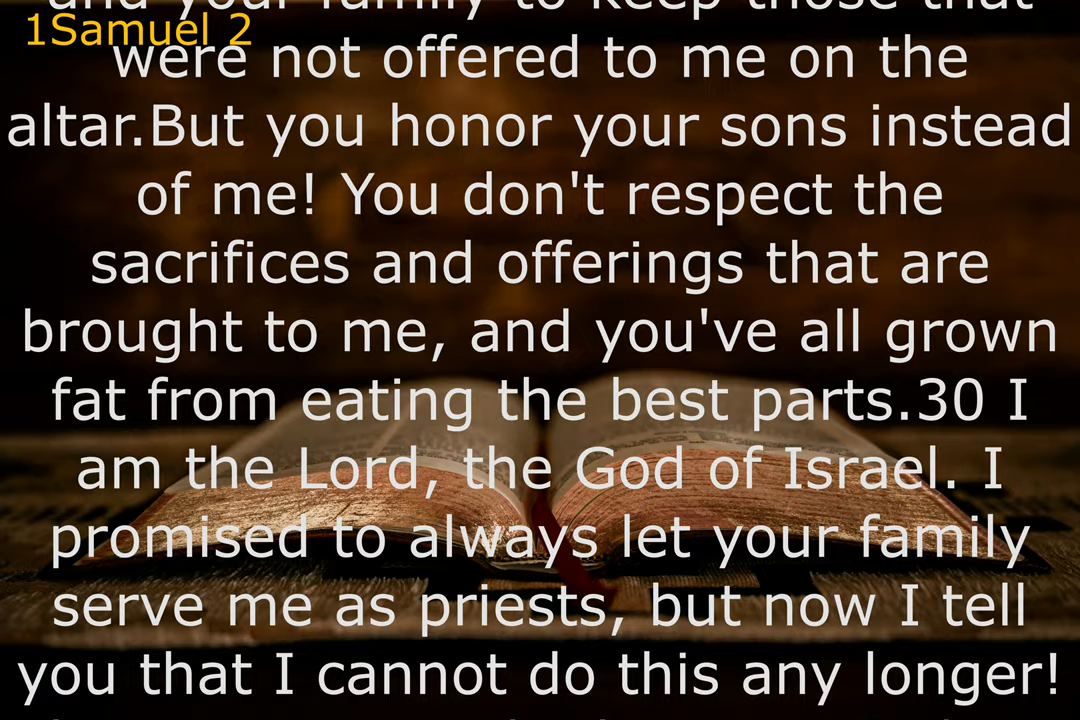 and your family to keep those that
1Samuel 2
were not offered to me on the
altar.But you honor your sons instead
of me! You don't respect the
sacrifices and offerings that are
brought to me, and you've all grown
fat from eating the best parts.30 I
am the Lord, the God of Israel. I
promised to always let your family
serve me as priests, but now I tell
you that I cannot do this any longer!